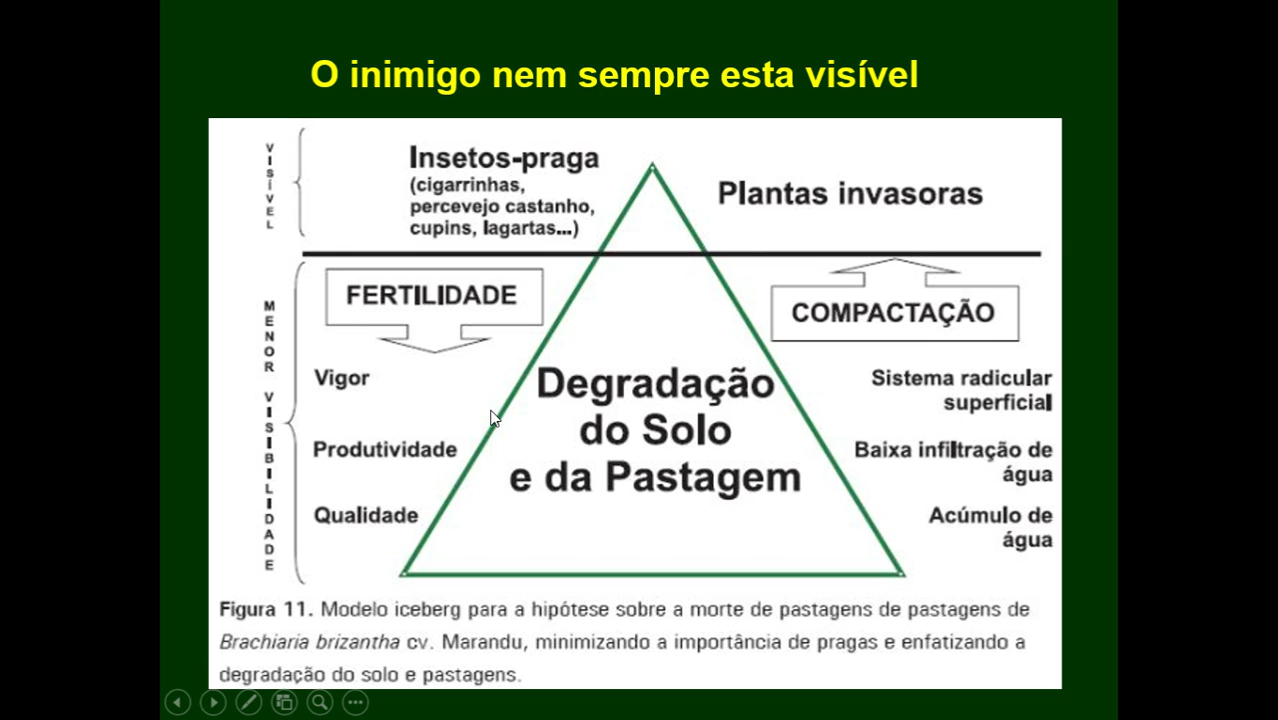 O inimigo nem sempre esta visível
VISÍVEL
Insetos-praga
(cigarrinhas,
percevejo castanho,
cupins, lagartas...)
Plantas invasoras
MENOR VISIBILIDADE
FERTILIDADE
COMPACTAÇÃO
Vigor
Produtividade
Qualidade
Degradação
do Solo
e da Pastagem
Sistema radicular
superficial
Baixa infiltração de
água
Acúmulo de
água
Figura 11. Modelo iceberg para a hipótese sobre a morte de pastagens de pastagens de
Brachiaria brizantha cv. Marandu, minimizando a importância de pragas e enfatizando a
degradação do solo e pastagens.